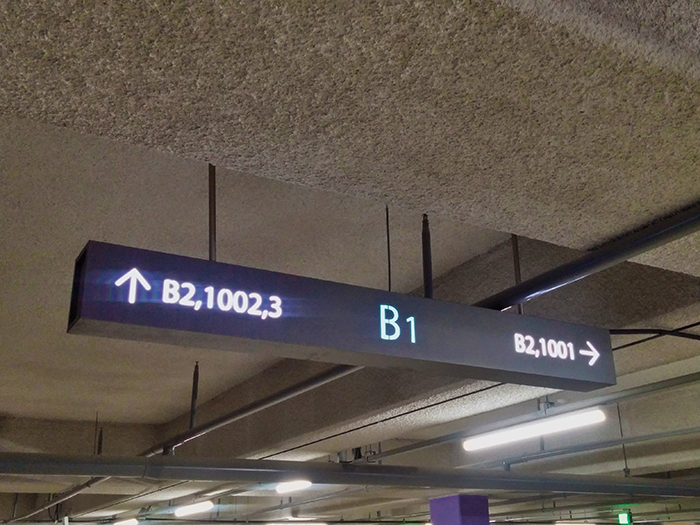 ↑ B2,1002,3
B1
B2,1001 →